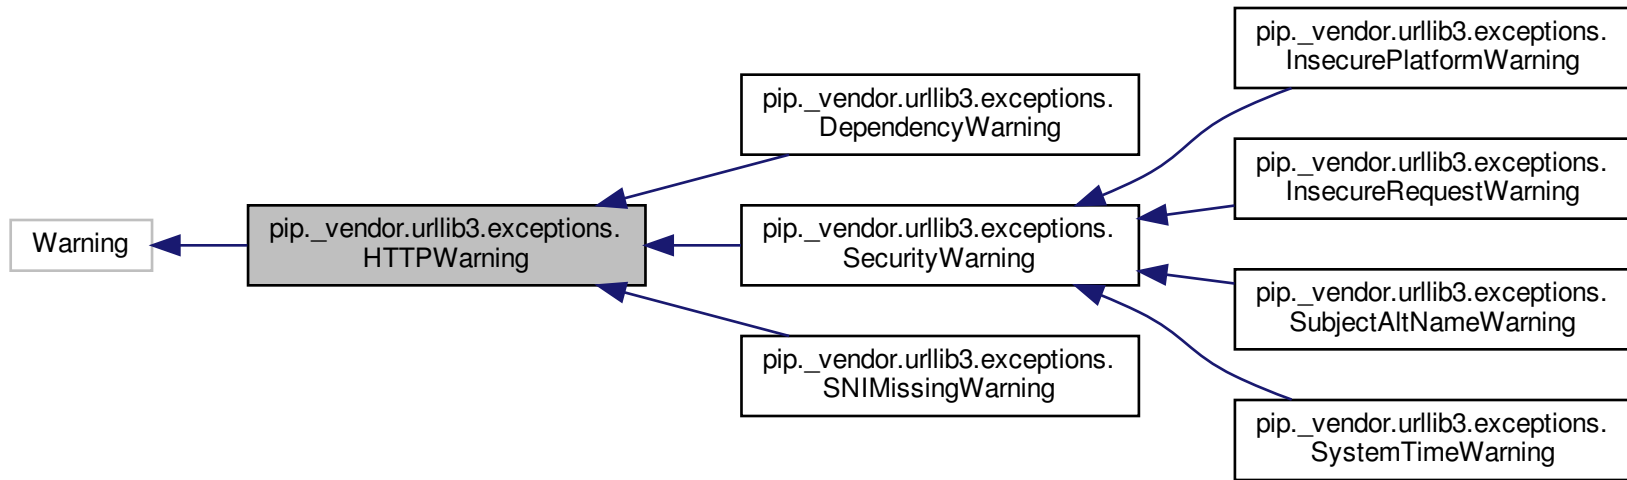 Warning
pip._vendor.urllib3.exceptions.
HTTPWarning
pip._vendor.urllib3.exceptions.
DependencyWarning
pip._vendor.urllib3.exceptions.
SecurityWarning
pip._vendor.urllib3.exceptions.
SNIMissingWarning
pip._vendor.urllib3.exceptions.
InsecurePlatformWarning
pip._vendor.urllib3.exceptions.
InsecureRequestWarning
pip._vendor.urllib3.exceptions.
SubjectAltNameWarning
pip._vendor.urllib3.exceptions.
SystemTimeWarning